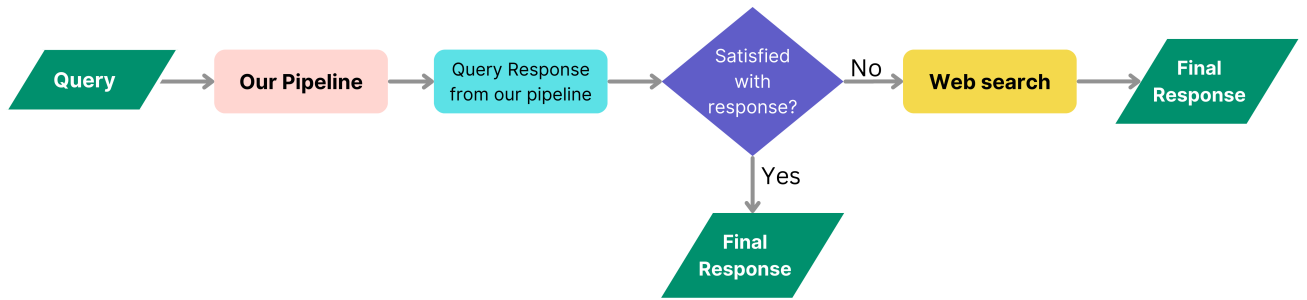 Query
Our Pipeline
Query Response
from our pipeline
Satisfied
with
response?
No
Web search
Final
Response
Yes
Final
Response